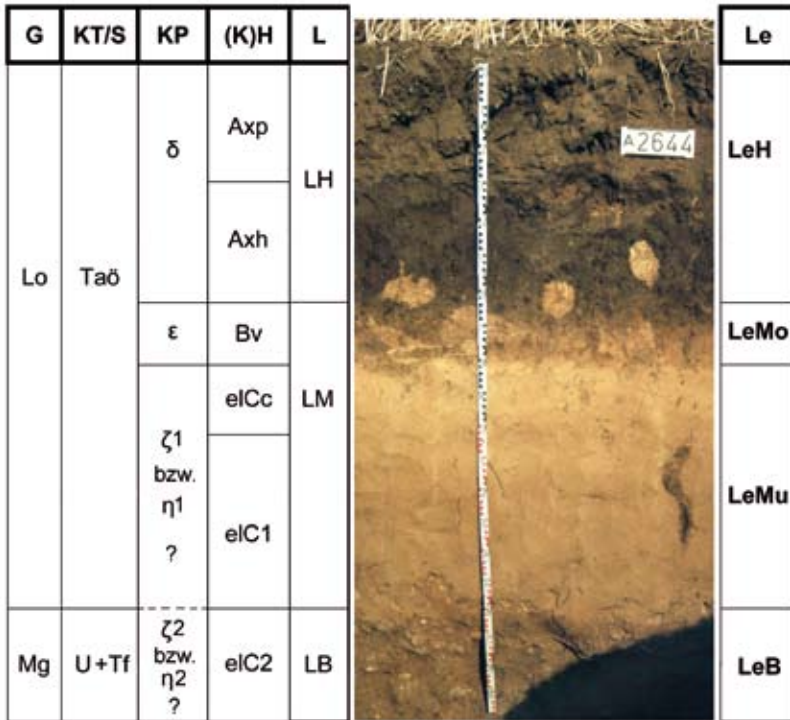 G KT/S KP (K)H L Le
δ Axp LH LeH
A2644
Axh
Lo Taö
ε Bv LM LeMo
elCc
ζ1
bzw.
η1
?
elC1
LeMu
Mg U+Tf
ζ2
bzw.
η2
?
elC2 LB LeB